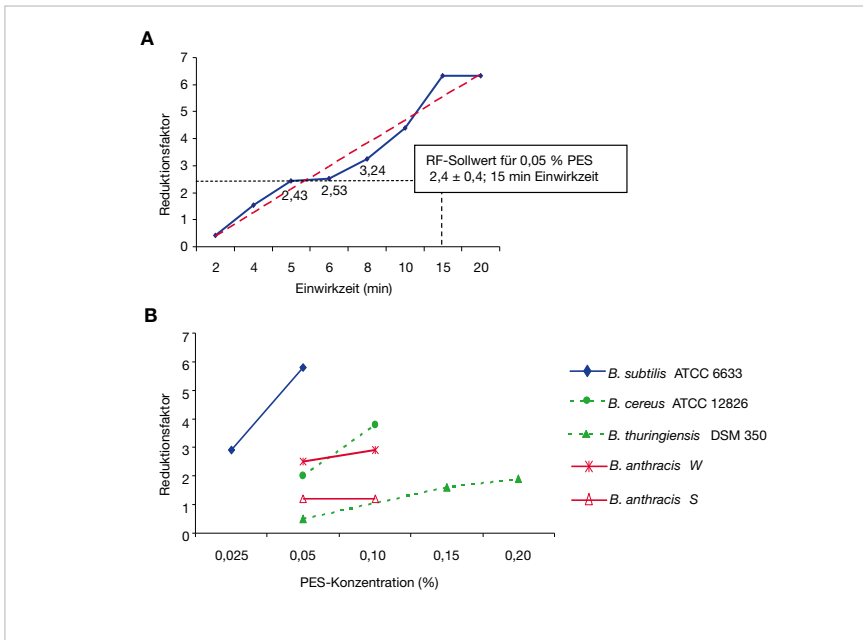 A
7
6
5
4
3
2
1
0
Reduktionsfaktor
2,43
2,53
3,24
RF-Sollwert für 0,05 % PES
2,4 ± 0,4; 15 min Einwirkzeit
2 4 5 6 8 10 15 20
Einwirkzeit (min)
B
7
6
5
4
3
2
1
0
Reduktionsfaktor
0,025 0,05 0,10 0,15 0,20
PES-Konzentration (%)
B. subtilis ATCC 6633
B. cereus ATCC 12826
B. thuringiensis DSM 350
B. anthracis W
B. anthracis S